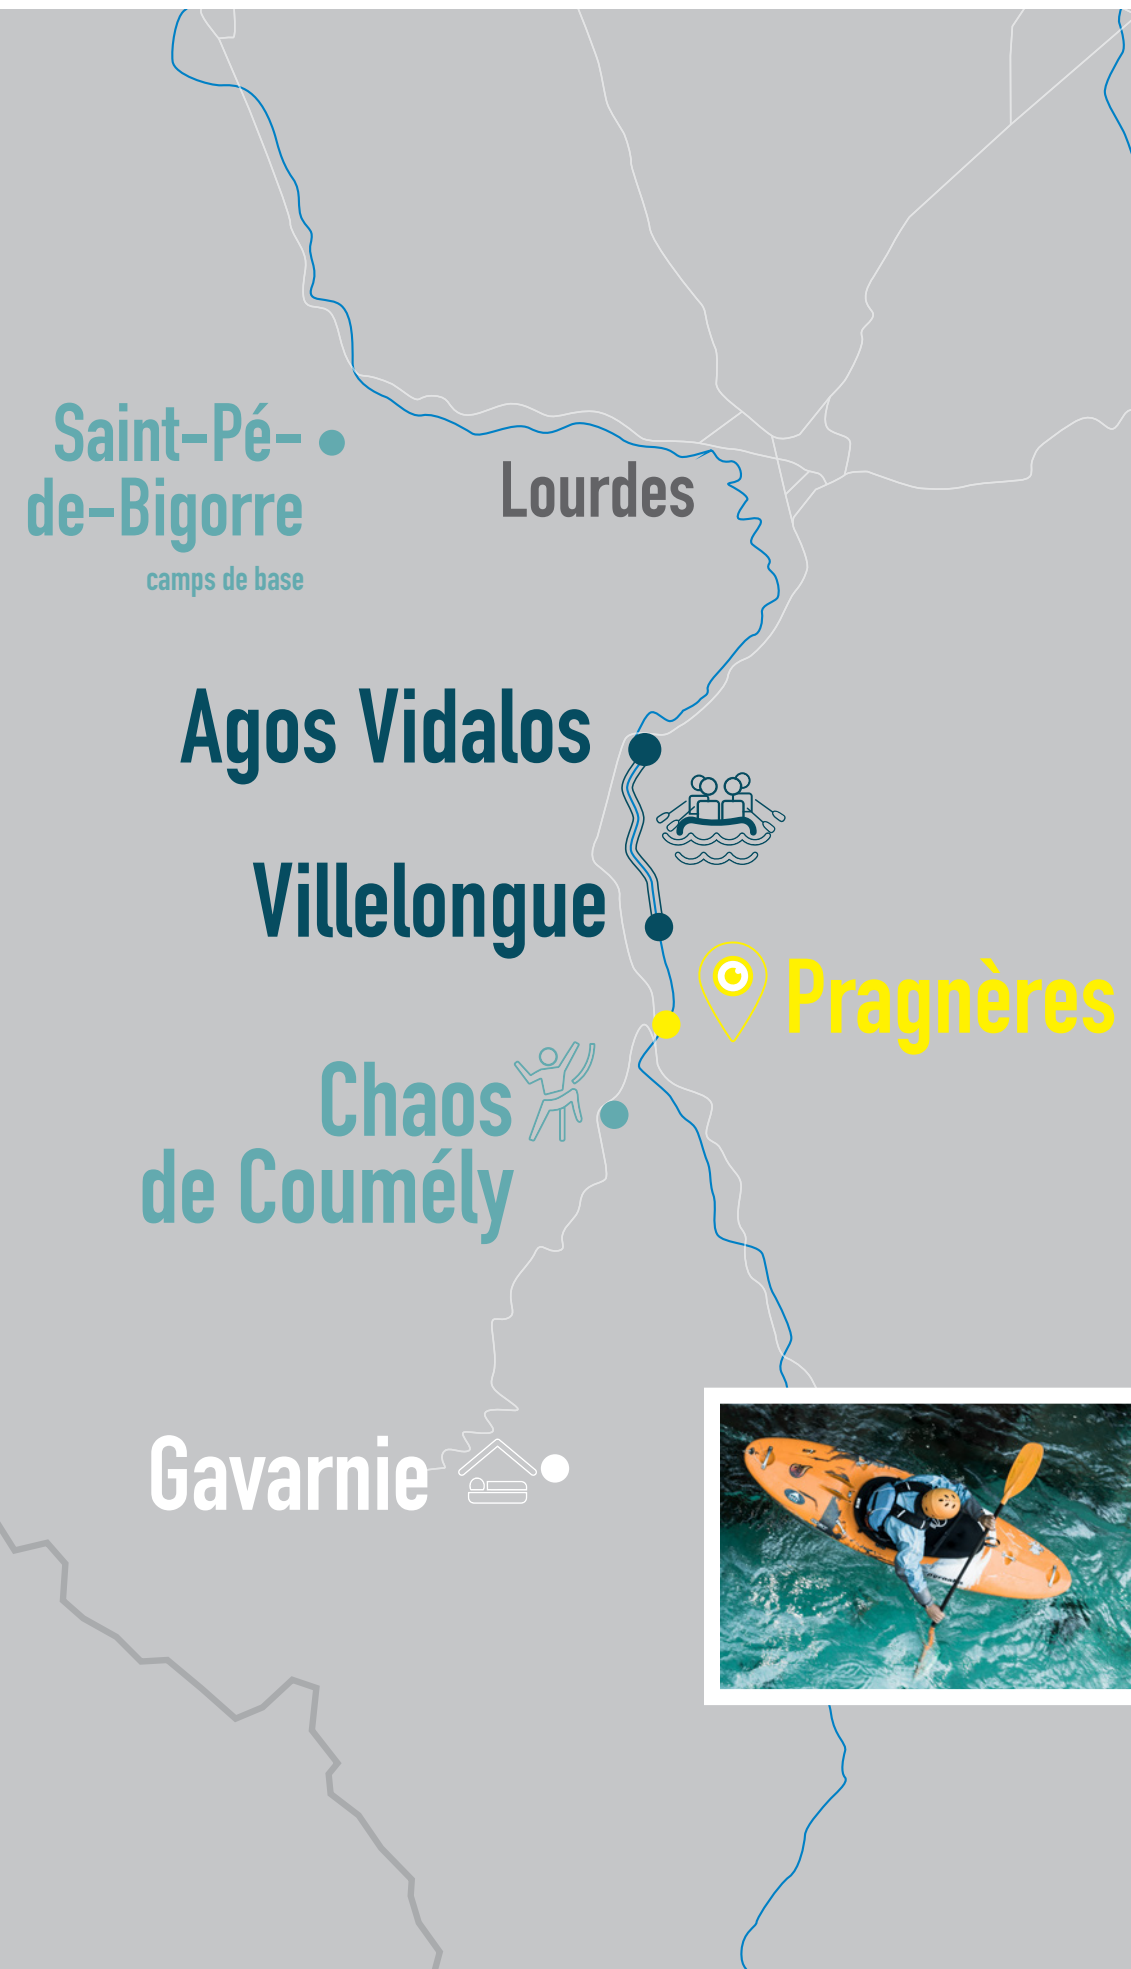 Saint-Pé-
de-Bigorre
camps de base
Lourdes
Agos Vidalos
Villelongue
Pragnères
Chaos
de Coumély
Gavarnie